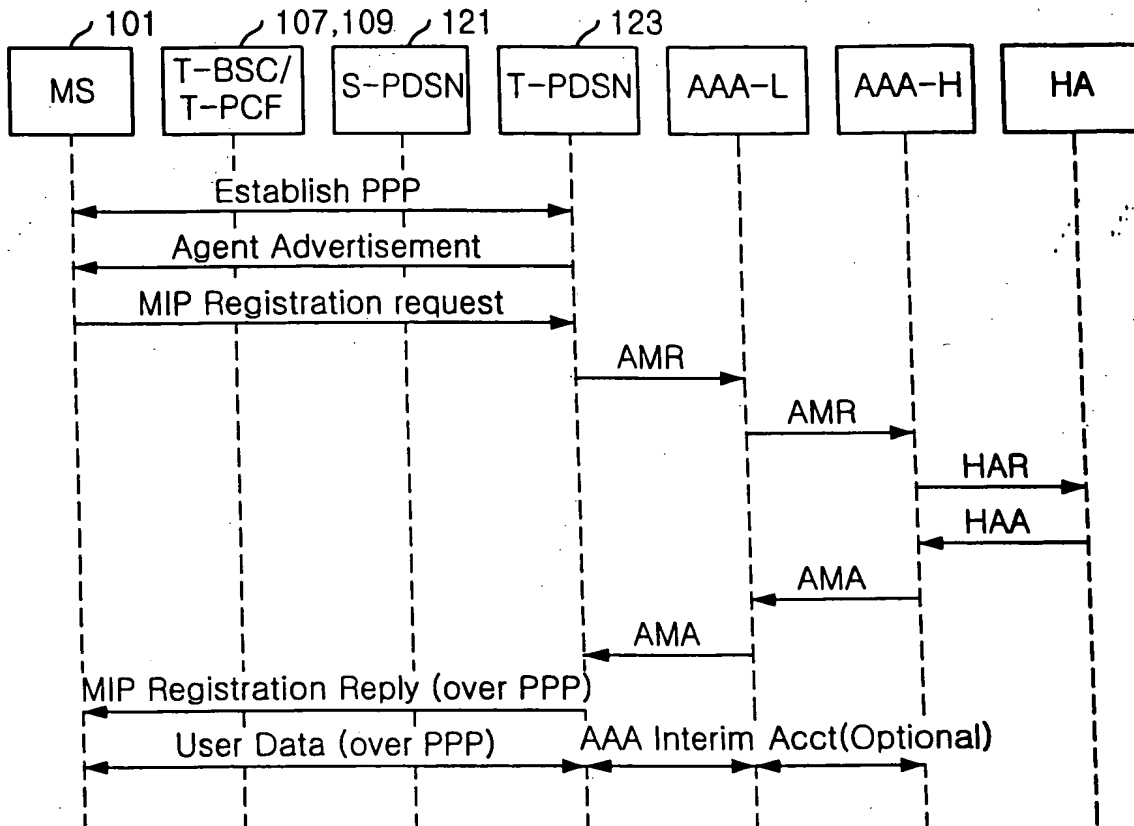 101
107,109
121
123
MS
T-BSC/
T-PCF
S-PDSN
T-PDSN
AAA-L
AAA-H
HA
Establish PPP
Agent Advertisement
MIP Registration request
AMR
AMR
HAR
HAA
AMA
AMA
MIP Registration Reply (over PPP)
User Data (over PPP)
AAA Interim Acct(Optional)